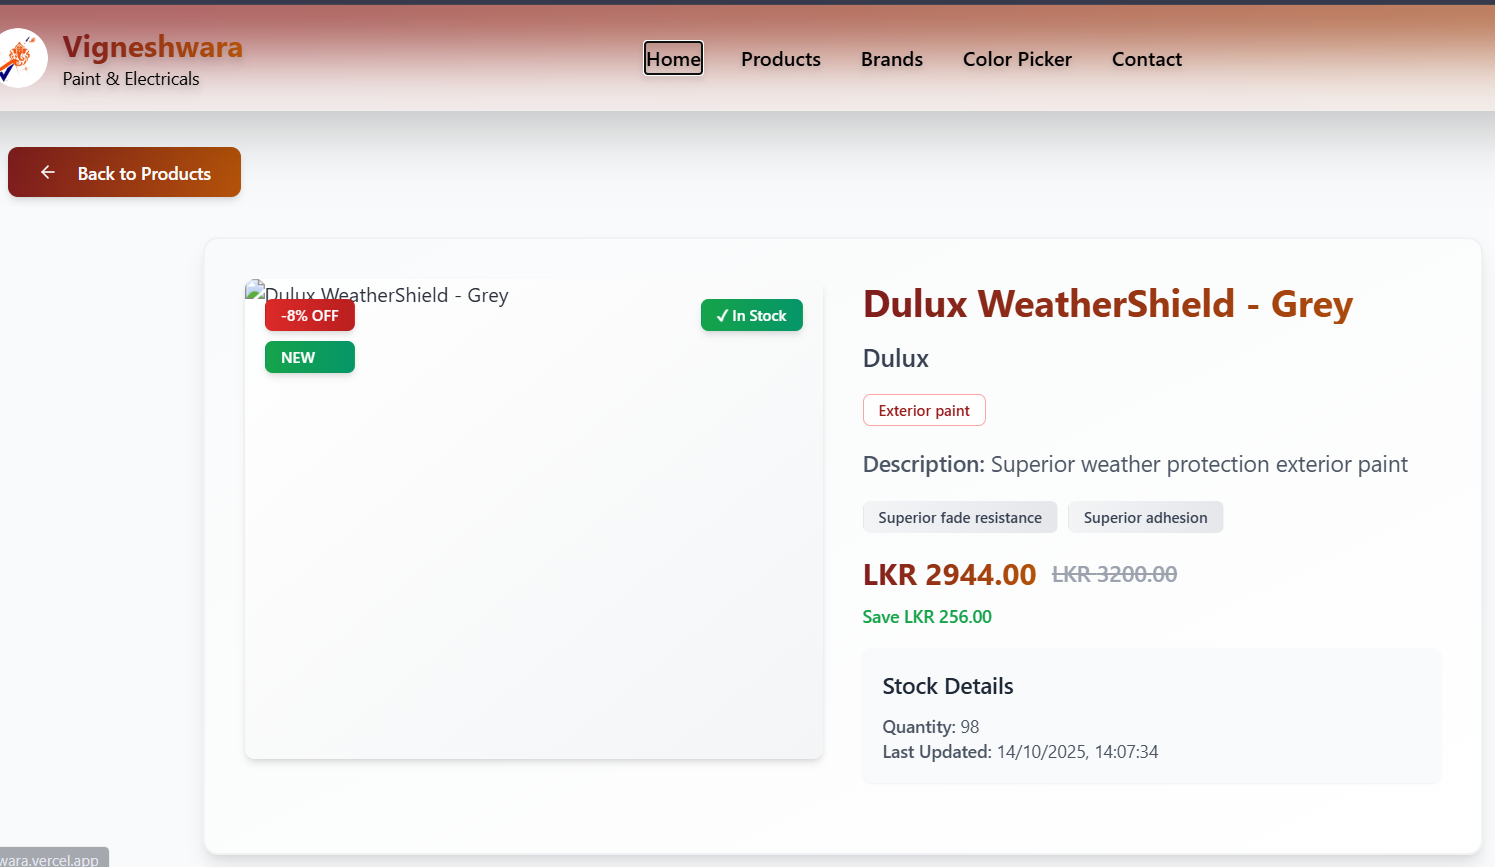 Vigneshwara
Paint & Electricals
Home
Products
Brands
Color Picker
Contact
← Back to Products
Dulux WeatherShield - Grey
-8% OFF
NEW
✓ In Stock
Dulux WeatherShield - Grey
Dulux
Exterior paint
Description: Superior weather protection exterior paint
Superior fade resistance
Superior adhesion
LKR 2944.00 LKR 3200.00
Save LKR 256.00
Stock Details
Quantity: 98
Last Updated: 14/10/2025, 14:07:34
wara.vercel.app